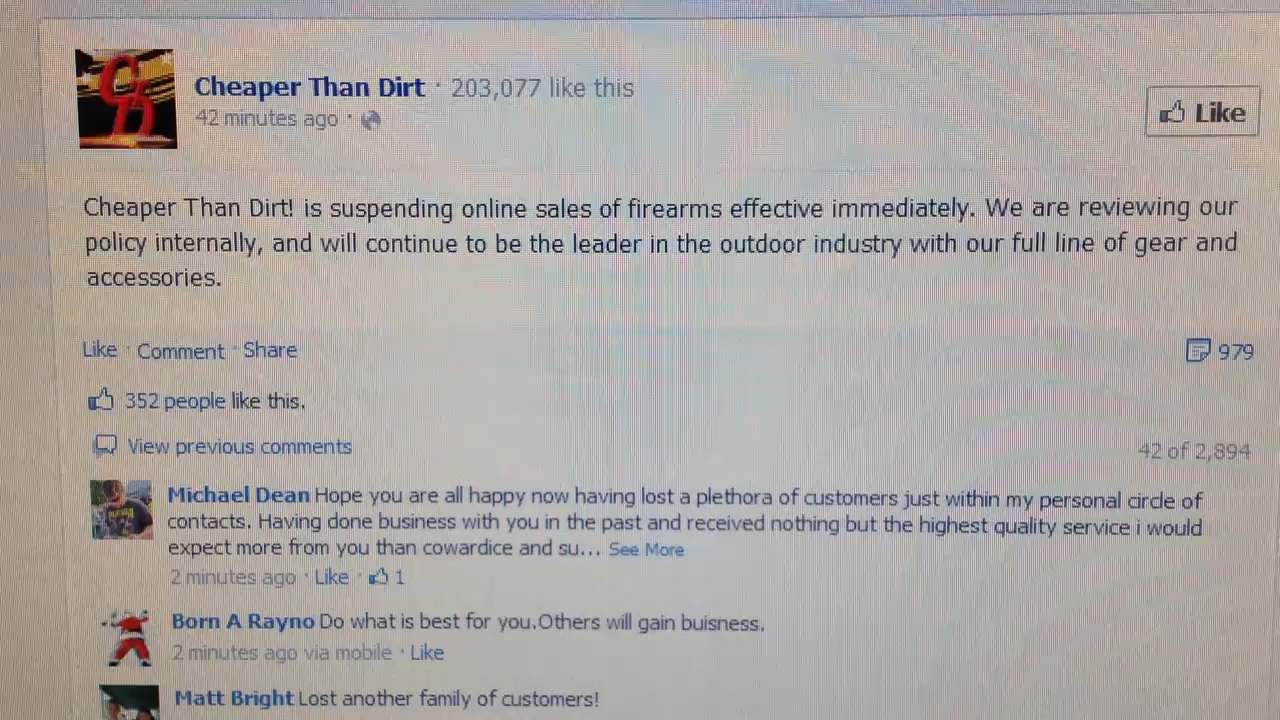 Cheaper Than Dirt · 203,077 like this
42 minutes ago ·
Like
Cheaper Than Dirt! is suspending online sales of firearms effective immediately. We are reviewing our
policy internally, and will continue to be the leader in the outdoor industry with our full line of gear and
accessories.
Like · Comment · Share
979
352 people like this.
View previous comments
42 of 2,894
Michael Dean Hope you are all happy now having lost a plethora of customers just within my personal circle of
contacts. Having done business with you in the past and received nothing but the highest quality service i would
expect more from you than cowardice and su... See More
2 minutes ago · Like · 1
Born A Rayno Do what is best for you.Others will gain buisness.
2 minutes ago via mobile · Like
Matt Bright Lost another family of customers!